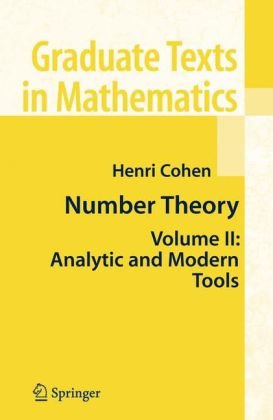 Graduate Texts
in Mathematics
Henri Cohen
Number Theory
Volume II:
Analytic and Modern
Tools
Springer